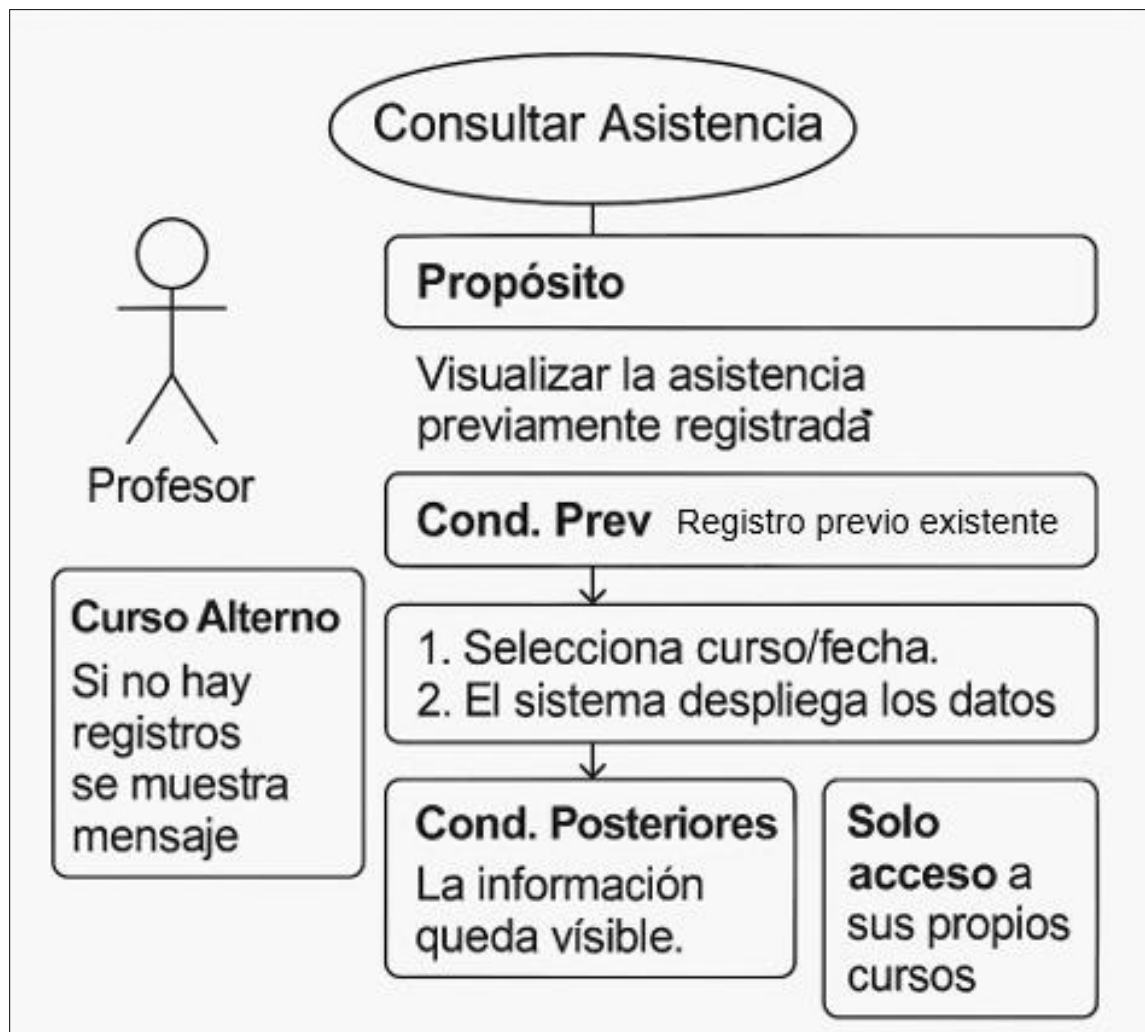 Consultar Asistencia
Propósito
Visualizar la asistencia
previamente registrada
Profesor
Cond. Prev Registro previo existente
Curso Alterno
Si no hay
registros
se muestra
mensaje
1. Selecciona curso/fecha.
2. El sistema despliega los datos
Cond. Posteriores
La información
queda vísible.
Solo
acceso a
sus propios
cursos